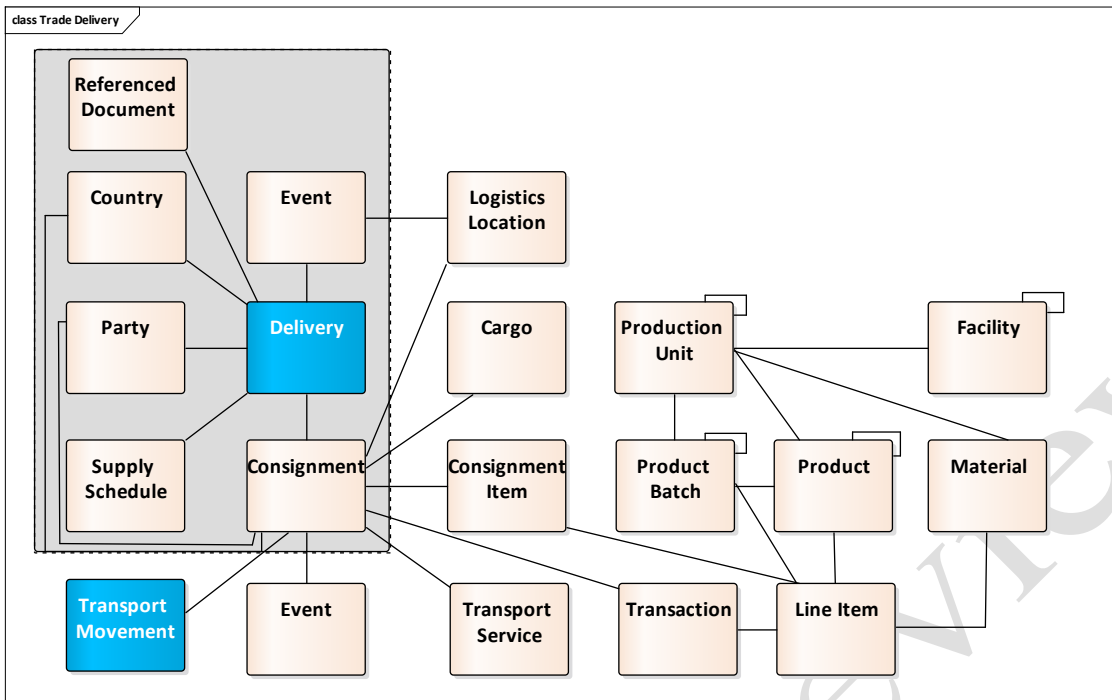 class Trade Delivery
Referenced
Document
Country
Event
Logistics
Location
Party
Delivery
Cargo
Production
Unit
Facility
Supply
Schedule
Consignment
Consignment
Item
Product
Batch
Product
Material
Transport
Movement
Event
Transport
Service
Transaction
Line Item